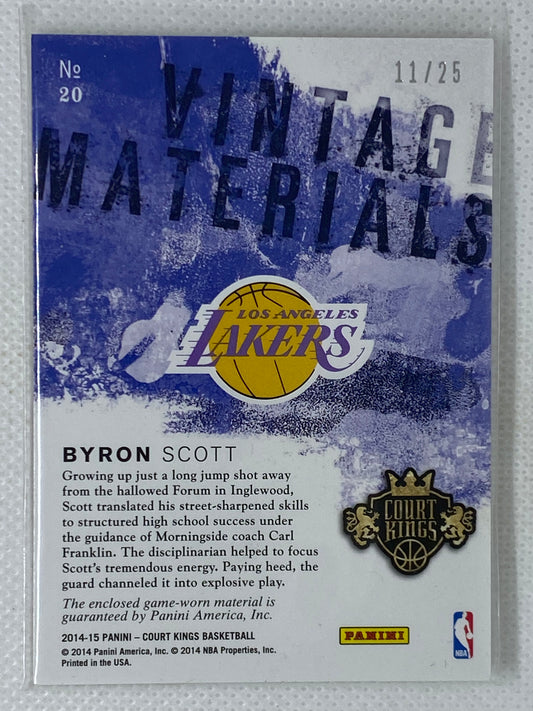 №
20
11/25
VINTAGE
MATERIALS
LOS ANGELES
LAKERS
BYRON SCOTT
Growing up just a long jump shot away
from the hallowed Forum in Inglewood,
Scott translated his street-sharpened skills
to structured high school success under
the guidance of Morningside coach Carl
Franklin. The disciplinarian helped to focus
Scott's tremendous energy. Paying heed, the
guard channeled it into explosive play.
The enclosed game-worn material is
guaranteed by Panini America, Inc.
COURT
KINGS
2014-15 PANINI – COURT KINGS BASKETBALL
© 2014 Panini America, Inc. © 2014 NBA Properties, Inc.
Printed in the USA.
PANINI
NBA